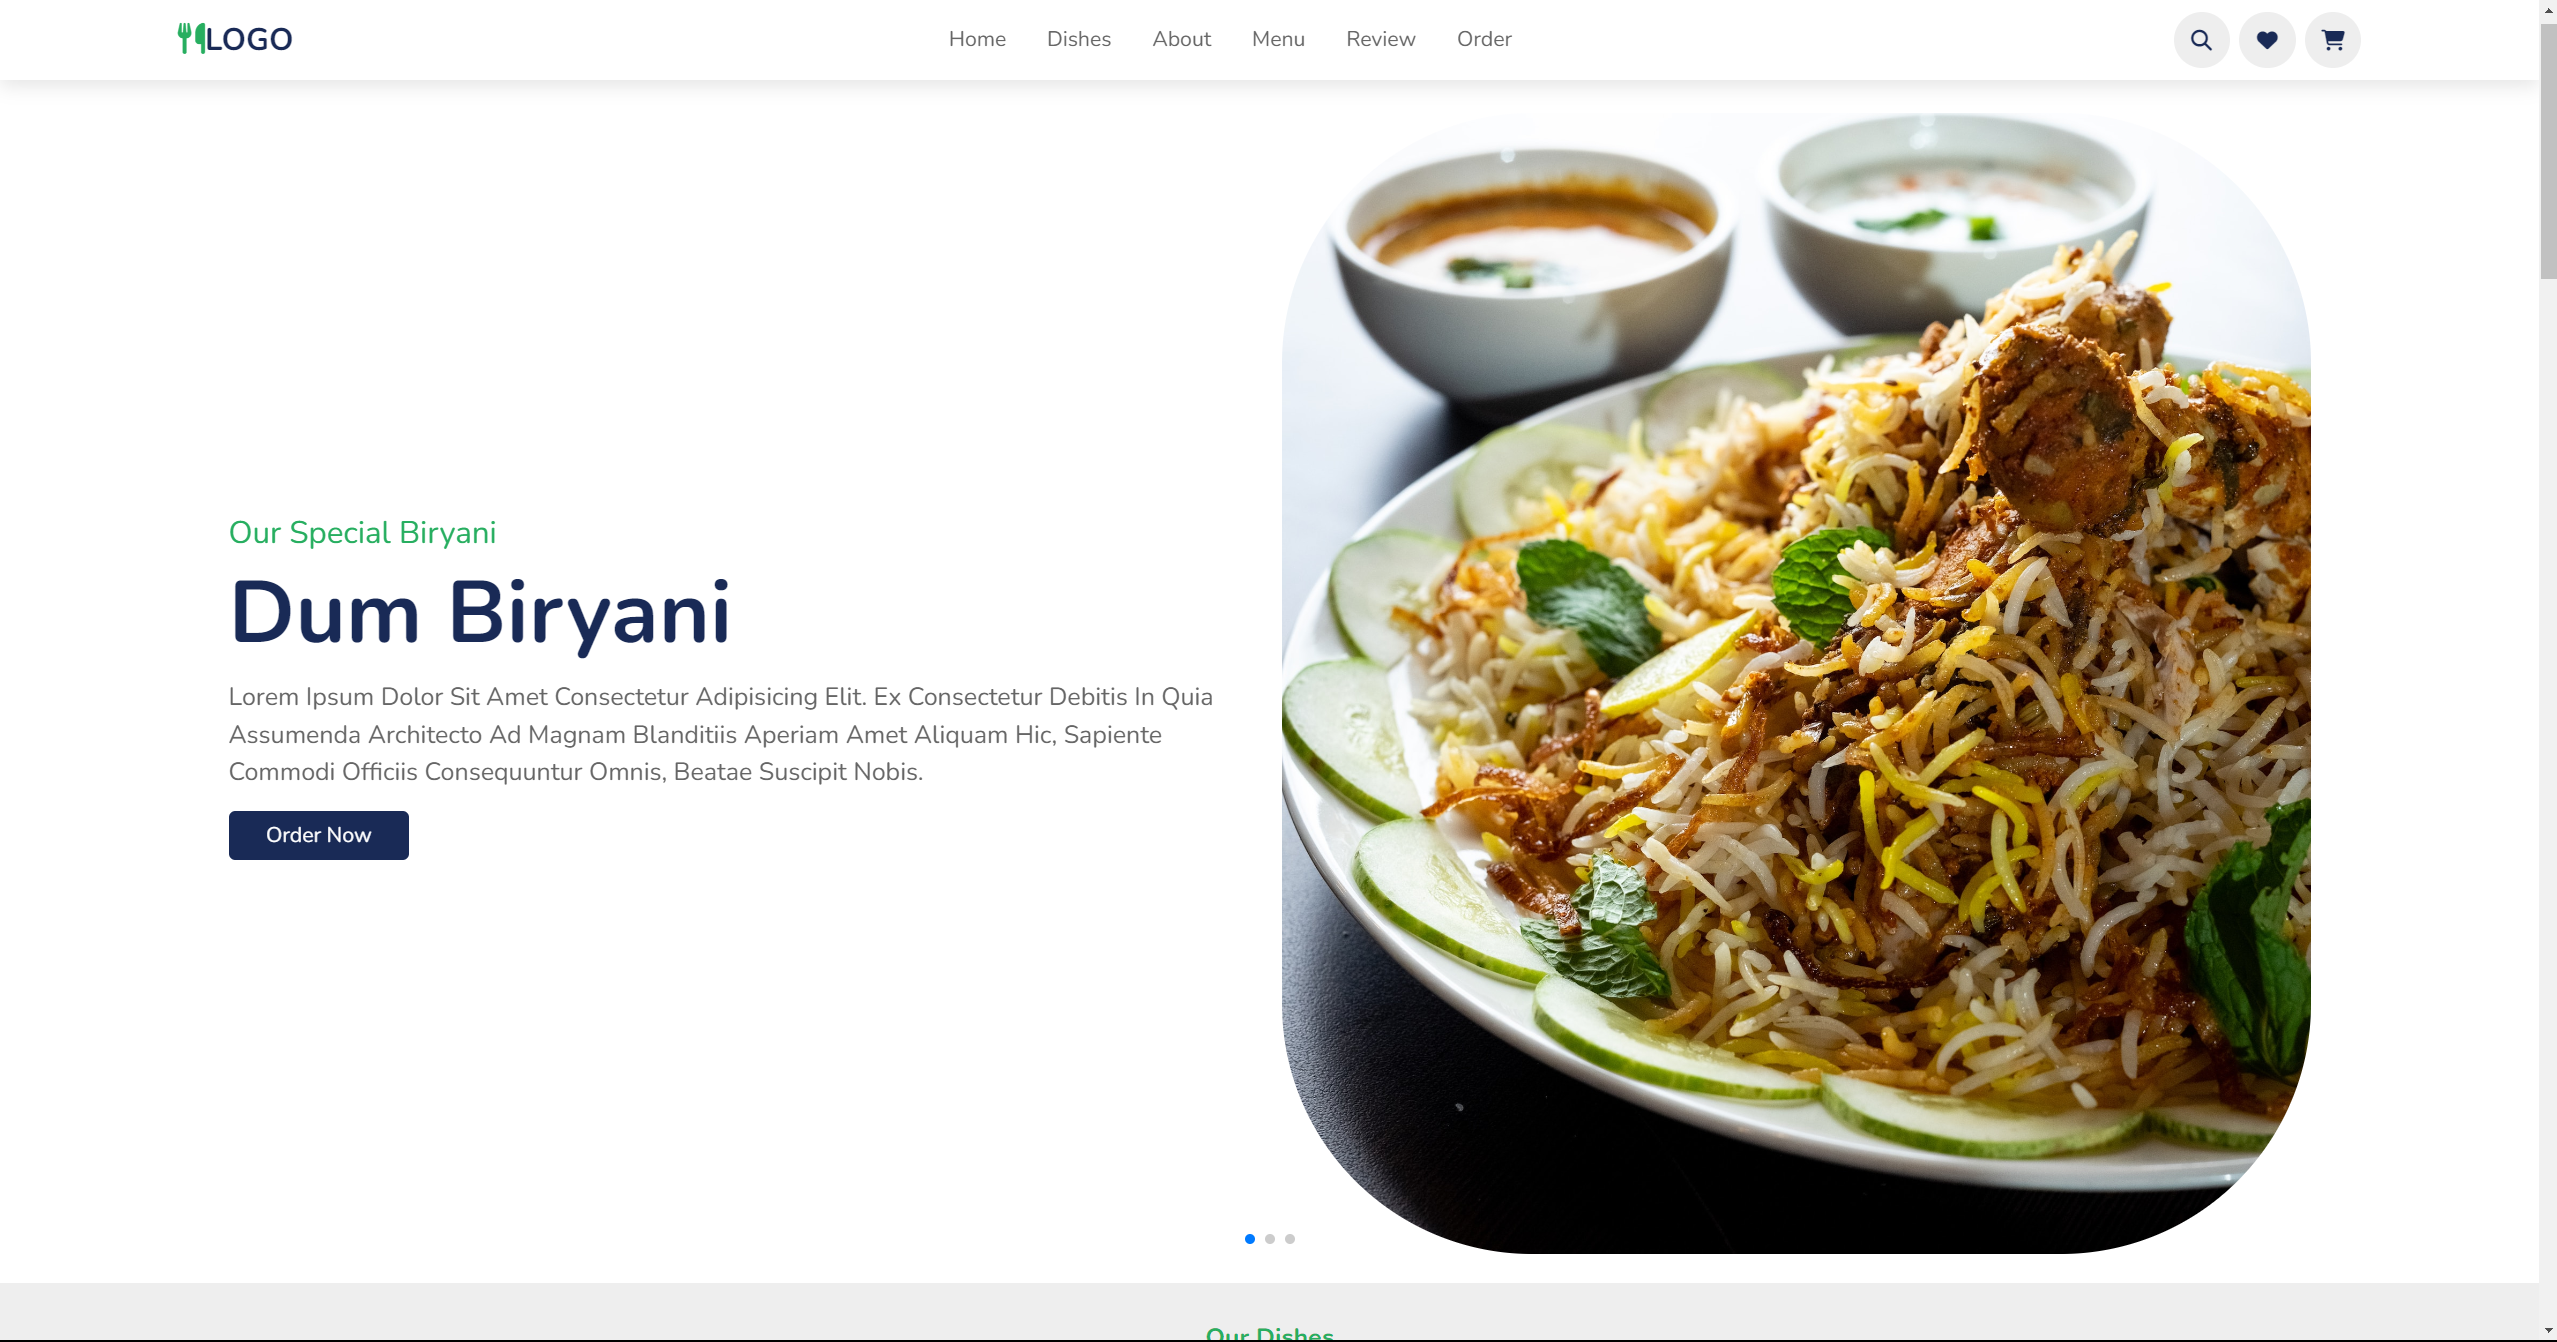 LOGO
Home Dishes About Menu Review Order
Our Special Biryani
Dum Biryani
Lorem Ipsum Dolor Sit Amet Consectetur Adipisicing Elit. Ex Consectetur Debitis In Quia
Assumenda Architecto Ad Magnam Blanditiis Aperiam Amet Aliquam Hic, Sapiente
Commodi Officiis Consequuntur Omnis, Beatae Suscipit Nobis.
Order Now
Our Dishes